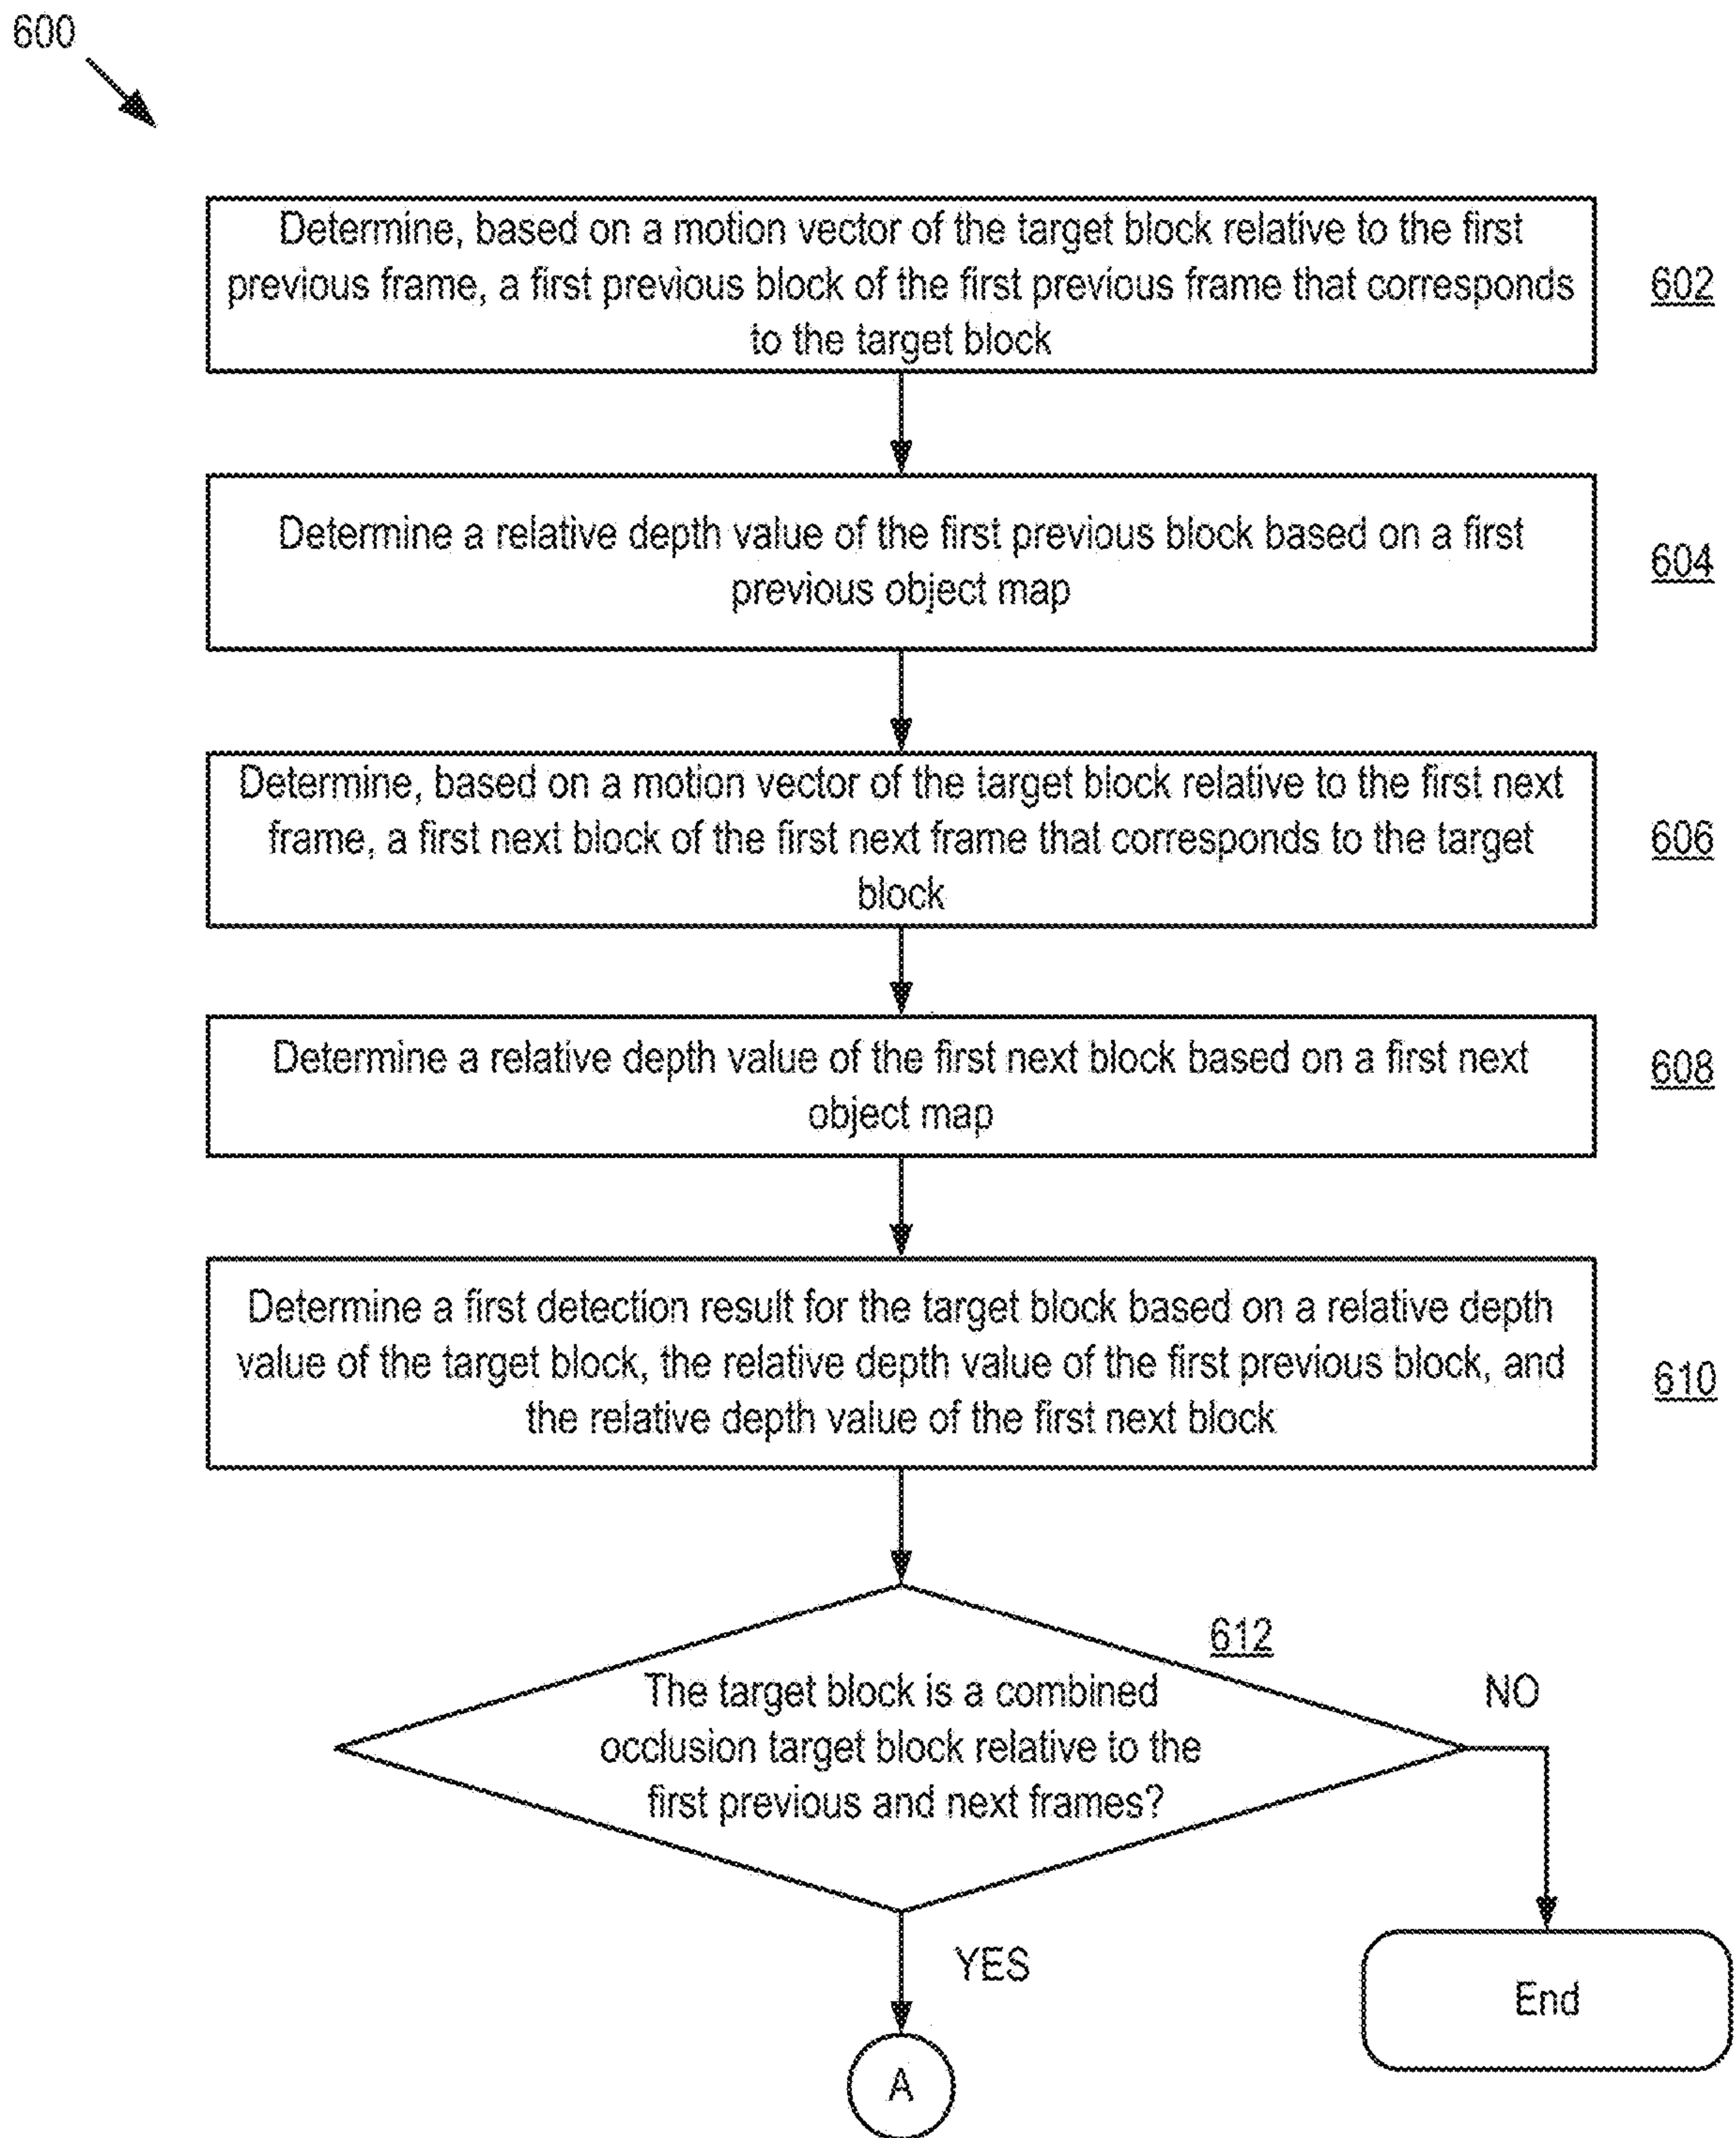 600
Determine, based on a motion vector of the target block relative to the first
previous frame, a first previous block of the first previous frame that corresponds
to the target block
602
Determine a relative depth value of the first previous block based on a first
previous object map
604
Determine, based on a motion vector of the target block relative to the first next
frame, a first next block of the first next frame that corresponds to the target
block
606
Determine a relative depth value of the first next block based on a first next
object map
608
Determine a first detection result for the target block based on a relative depth
value of the target block, the relative depth value of the first previous block, and
the relative depth value of the first next block
610
612
The target block is a combined
occlusion target block relative to the
first previous and next frames?
NO
YES
End
A